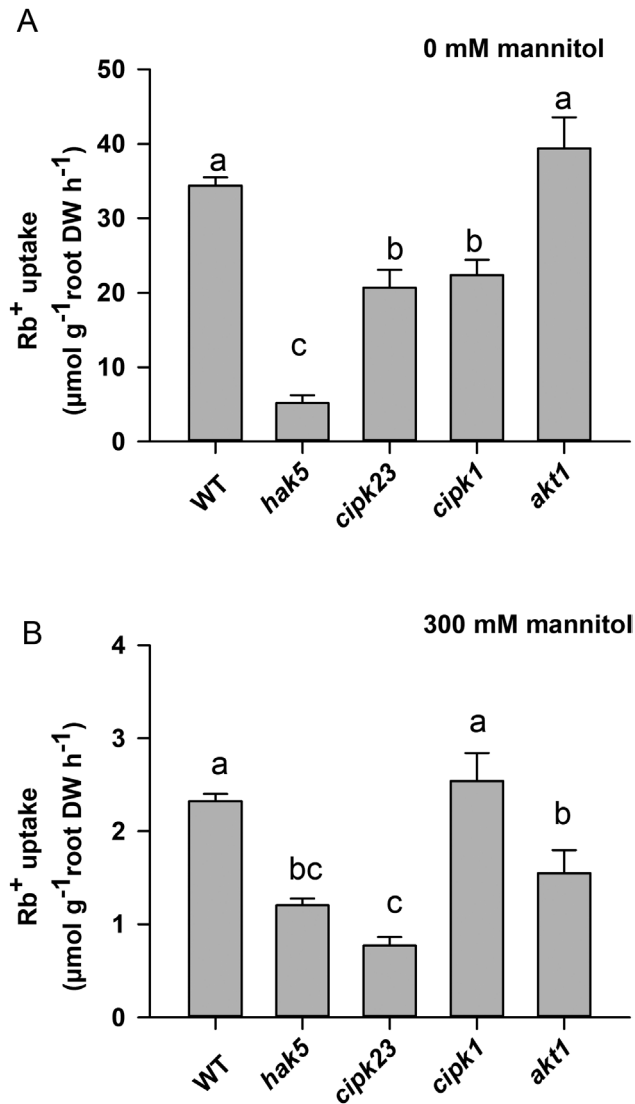 A
0 mM mannitol
50
40
30
20
10
0
Rb⁺ uptake
(µmol g⁻¹root DW h⁻¹)
a
c
b
b
a
WT
hak5
cipk23
cipk1
akt1
B
300 mM mannitol
4
3
2
1
0
Rb⁺ uptake
(µmol g⁻¹root DW h⁻¹)
a
bc
c
a
b
WT
hak5
cipk23
cipk1
akt1